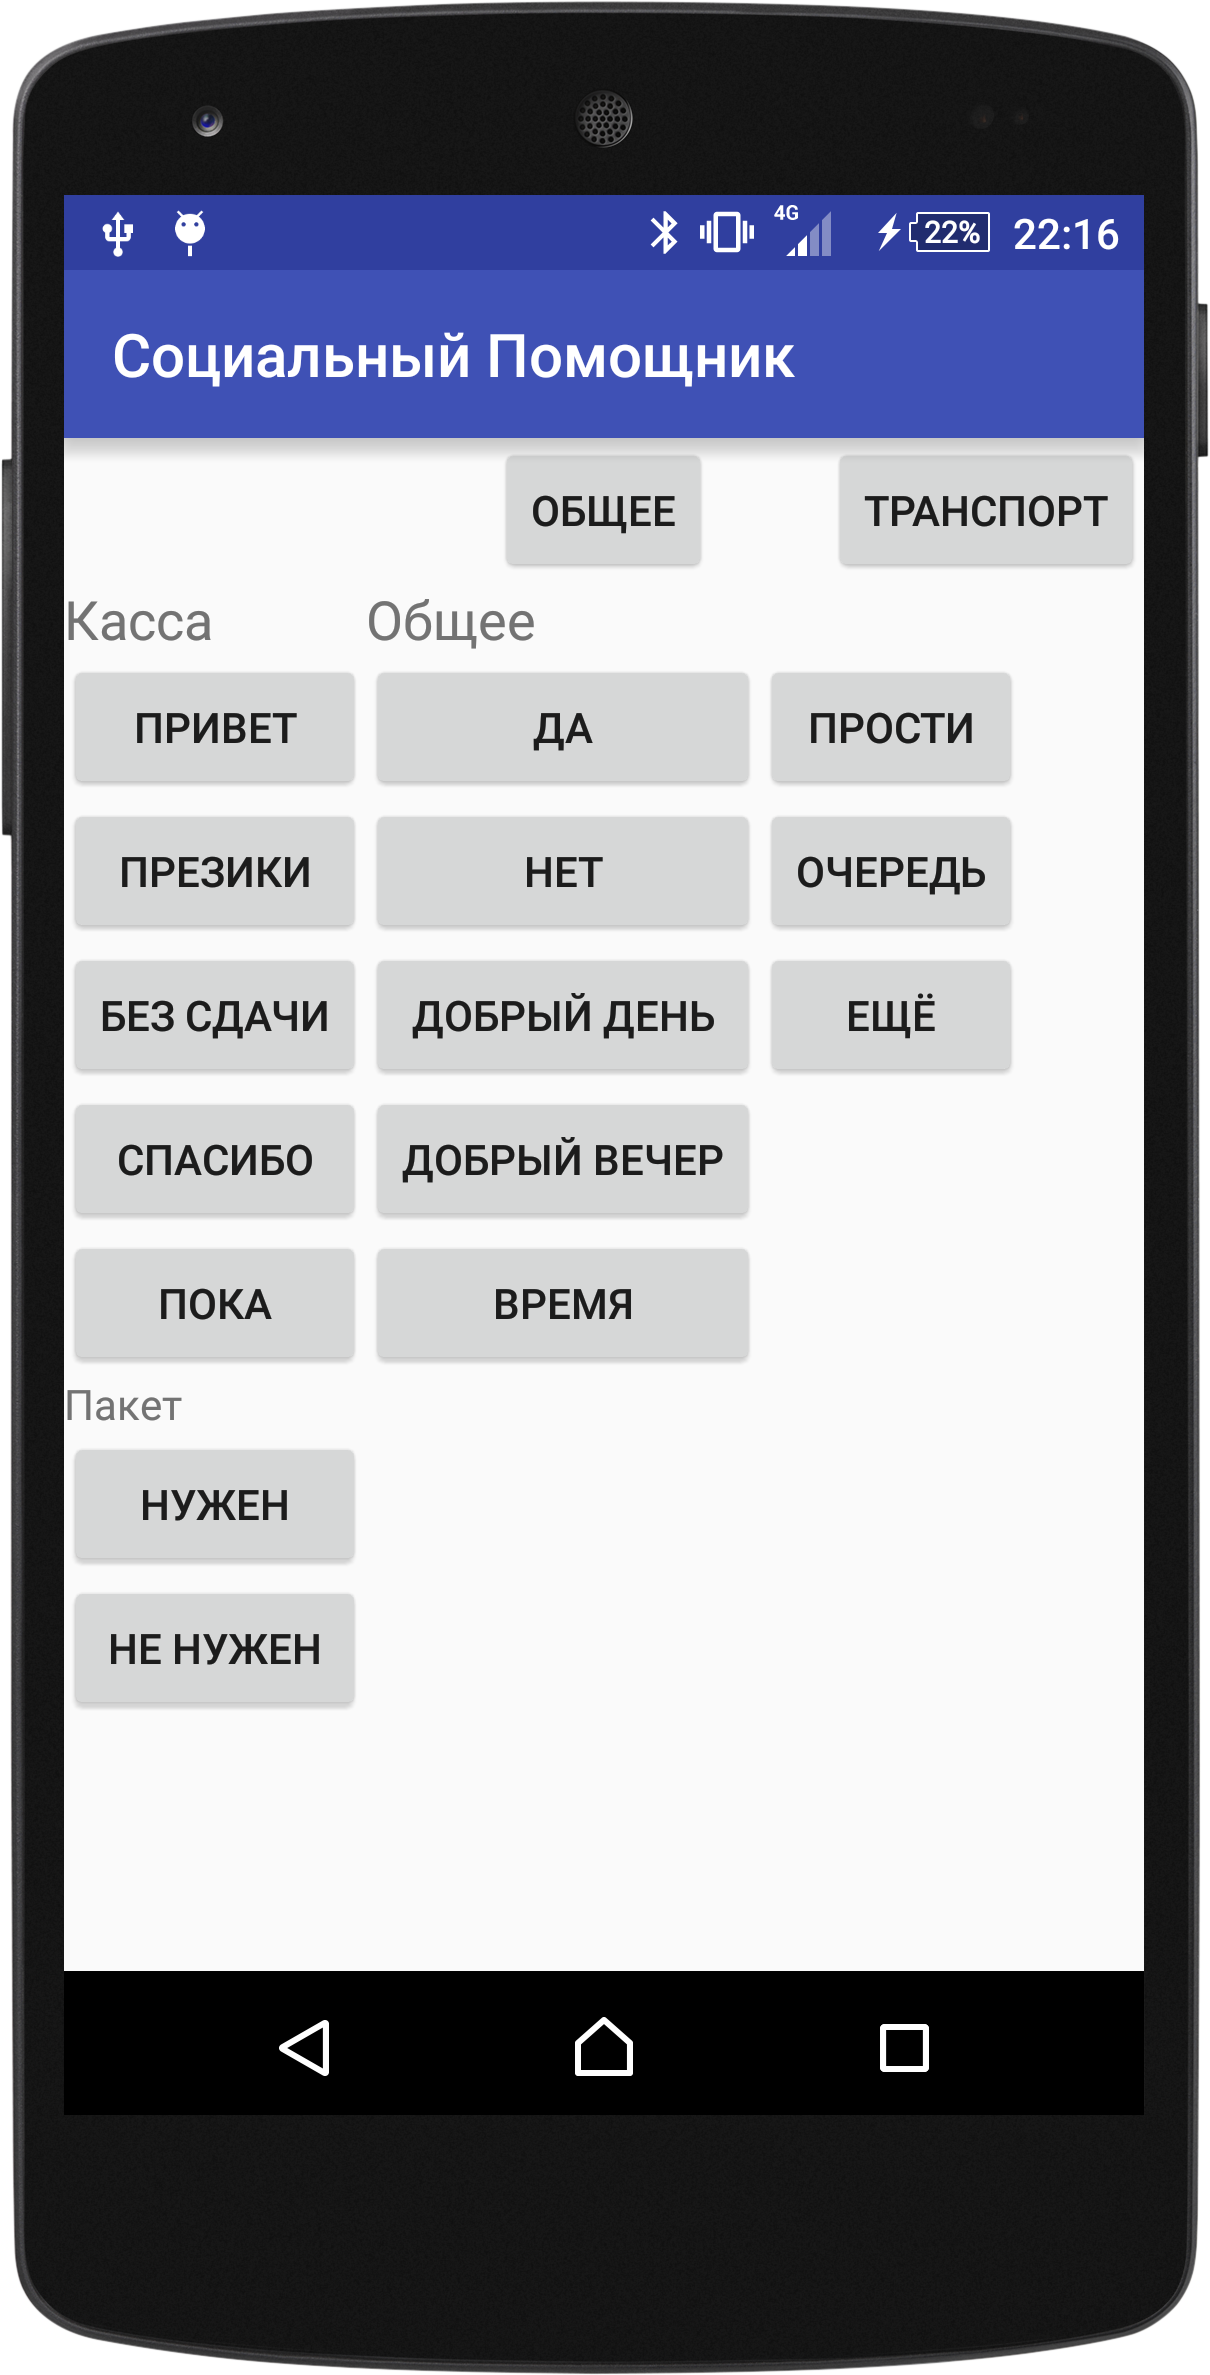 4G 22% 22:16
Социальный Помощник
ОБЩЕЕ ТРАНСПОРТ
Касса Общее
ПРИВЕТ ДА ПРОСТИ
ПРЕЗИКИ НЕТ ОЧЕРЕДЬ
БЕЗ СДАЧИ ДОБРЫЙ ДЕНЬ ЕЩЁ
СПАСИБО ДОБРЫЙ ВЕЧЕР
ПОКА ВРЕМЯ
Пакет
НУЖЕН
НЕ НУЖЕН